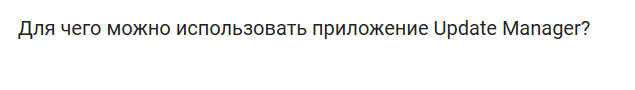 Для чего можно использовать приложение Update Manager?